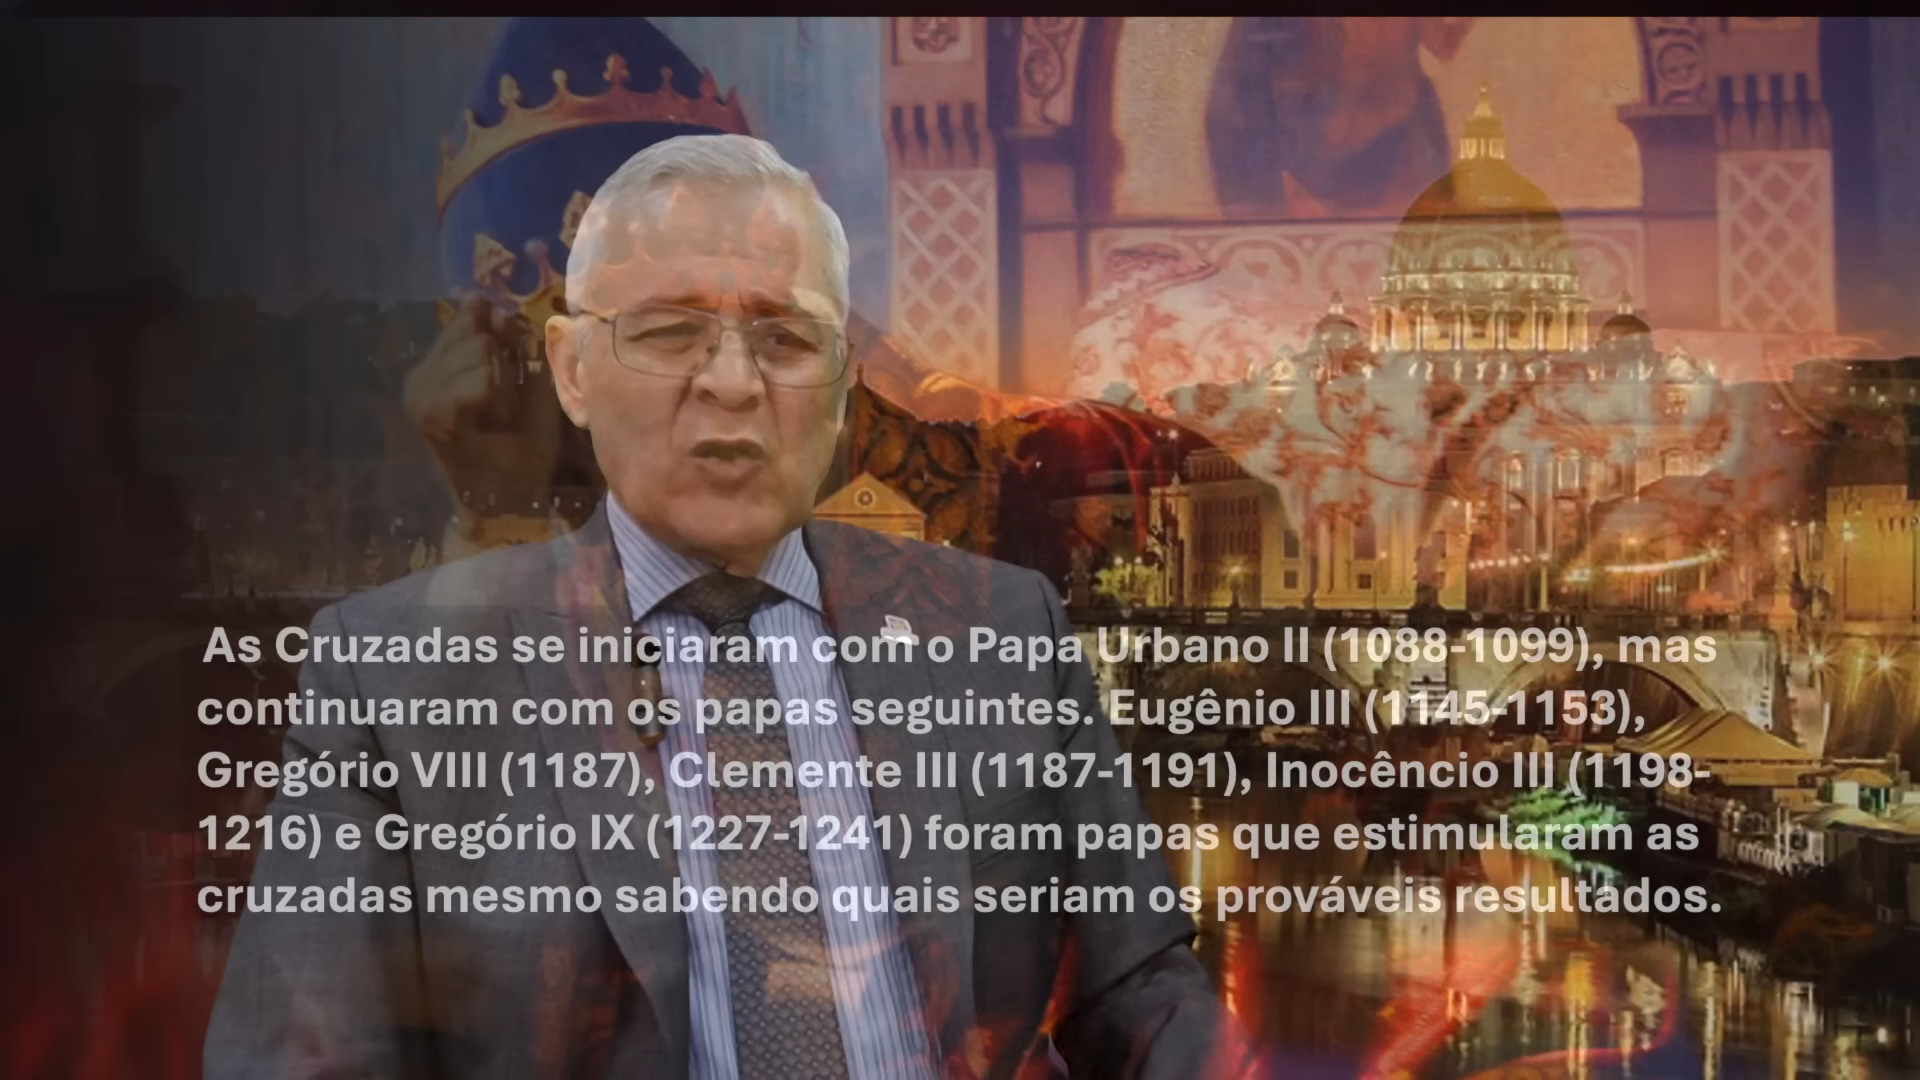 As Cruzadas se iniciaram com o Papa Urbano II (1088-1099), mas
continuaram com os papas seguintes. Eugênio III (1145-1153),
Gregório VIII (1187), Clemente III (1187-1191), Inocêncio III (1198-
1216) e Gregório IX (1227-1241) foram papas que estimularam as
cruzadas mesmo sabendo quais seriam os prováveis resultados.